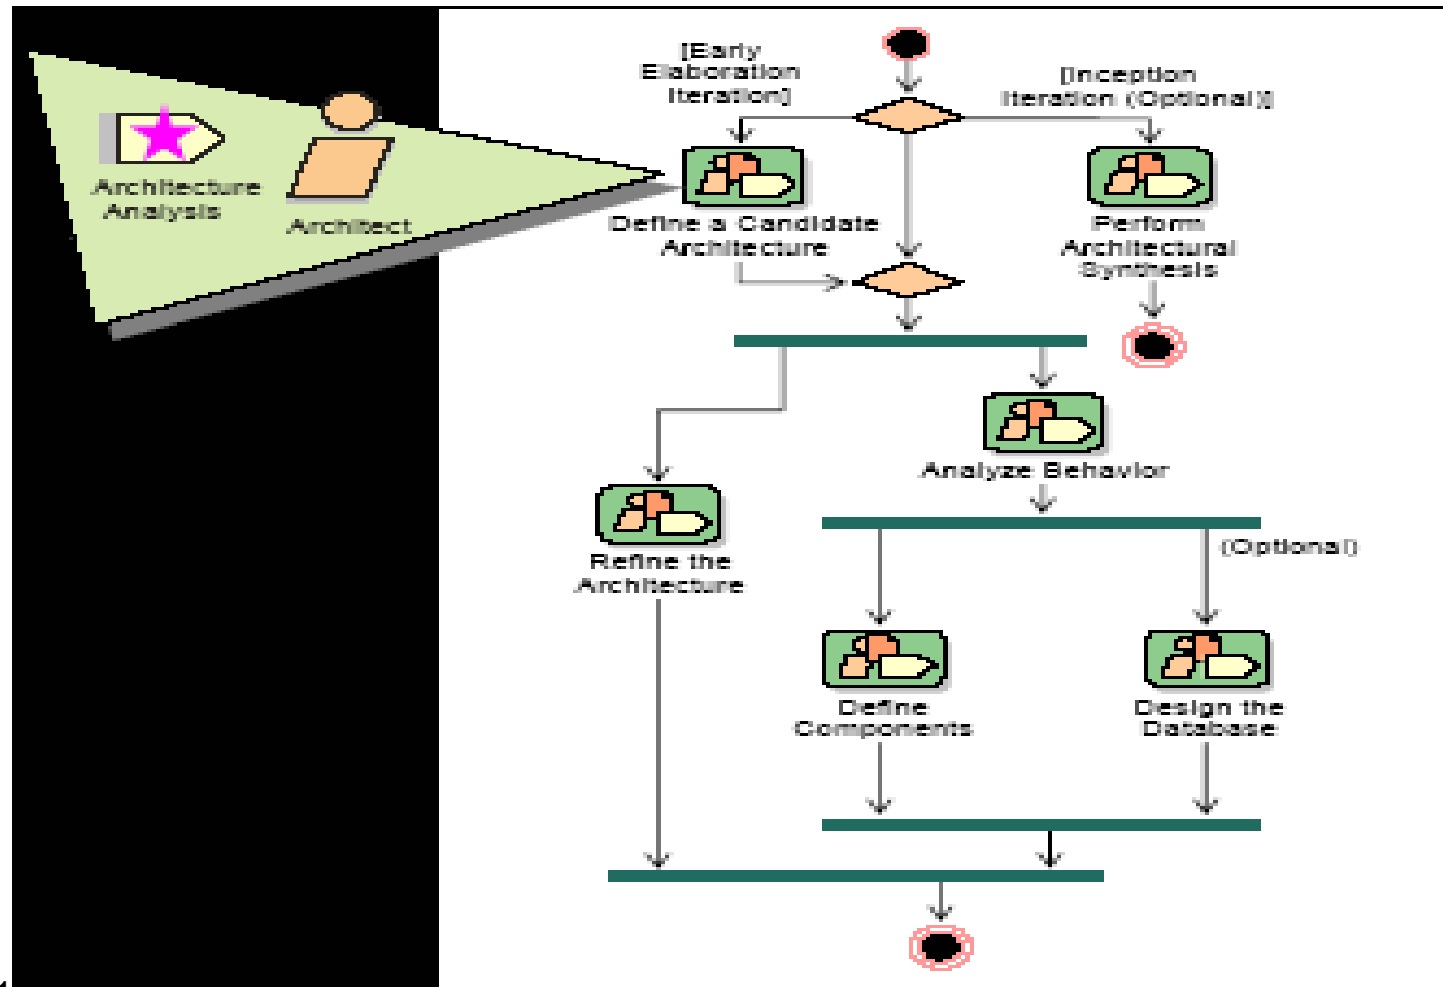 [Early
Elaboration
Iteration]
[Inception
Iteration (Optional)]
Architecture
Analysis
Architect
Define a Candidate
Architecture
Perform
Architectural
Synthesis
Analyze Behavior
(Optional)
Refine the
Architecture
Define
Components
Design the
Database